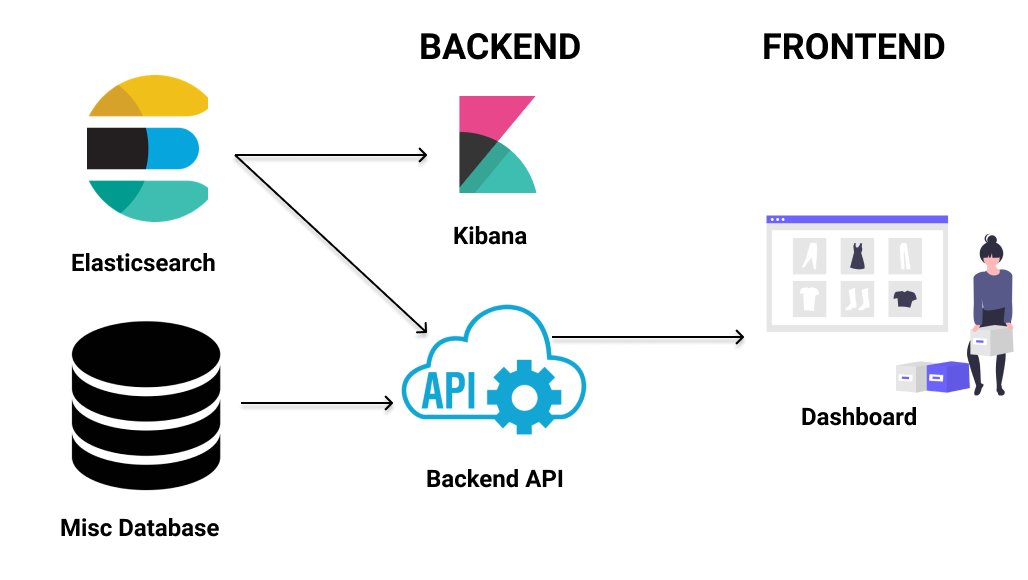 BACKEND
FRONTEND
Elasticsearch
Kibana
API
Misc Database
Backend API
Dashboard